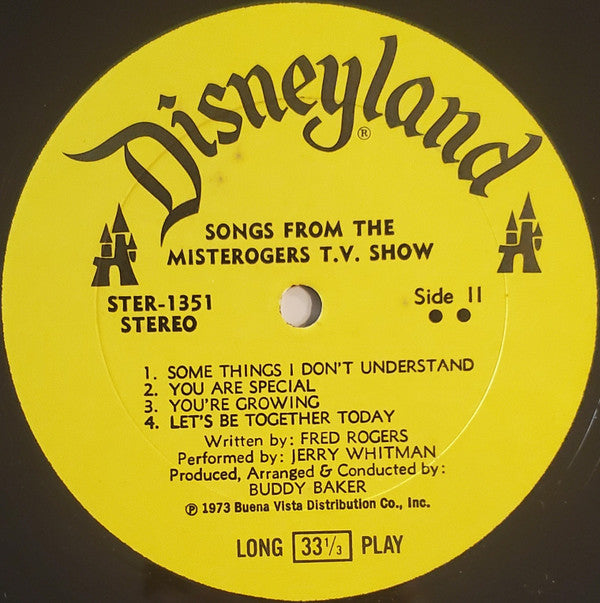 Disneyland®
SONGS FROM THE
MISTEROGERS T.V. SHOW
STER-1351
STEREO
Side II
1. SOME THINGS I DON'T UNDERSTAND
2. YOU ARE SPECIAL
3. YOU'RE GROWING
4. LET'S BE TOGETHER TODAY
Written by: FRED ROGERS
Performed by: JERRY WHITMAN
Produced, Arranged & Conducted by:
BUDDY BAKER
℗ 1973 Buena Vista Distribution Co., Inc.
LONG 33⅓ PLAY